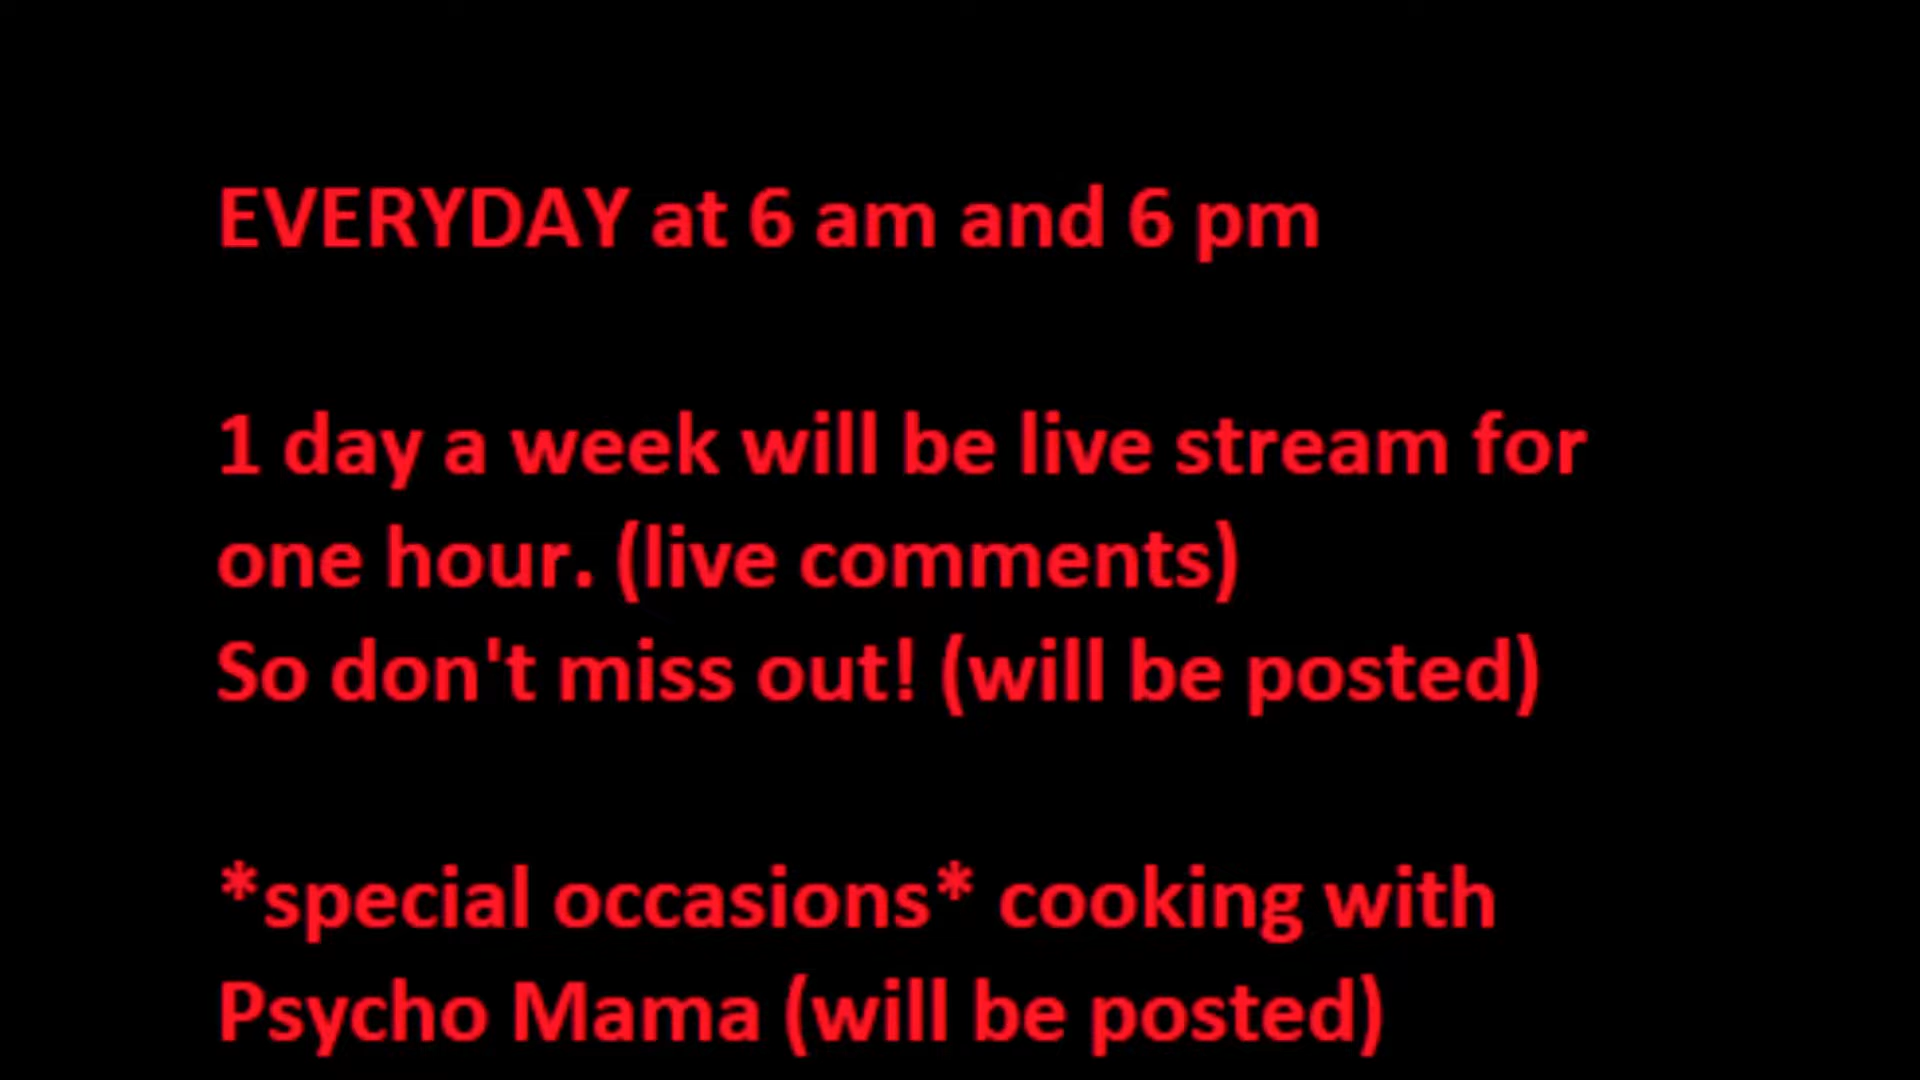 EVERYDAY at 6 am and 6 pm
1 day a week will be live stream for
one hour. (live comments)
So don't miss out! (will be posted)
*special occasions* cooking with
Psycho Mama (will be posted)